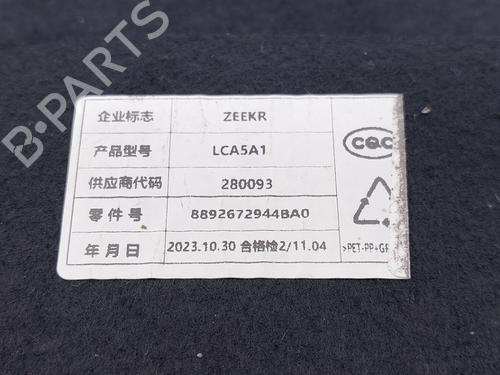 B·PARTS
企业标志 ZEEKR
产品型号 LCA5A1
CQC
供应商代码 280093
零件号 8892672944BA0
年月日 2023.10.30 合格检2/11.04
>PET-PP+GF